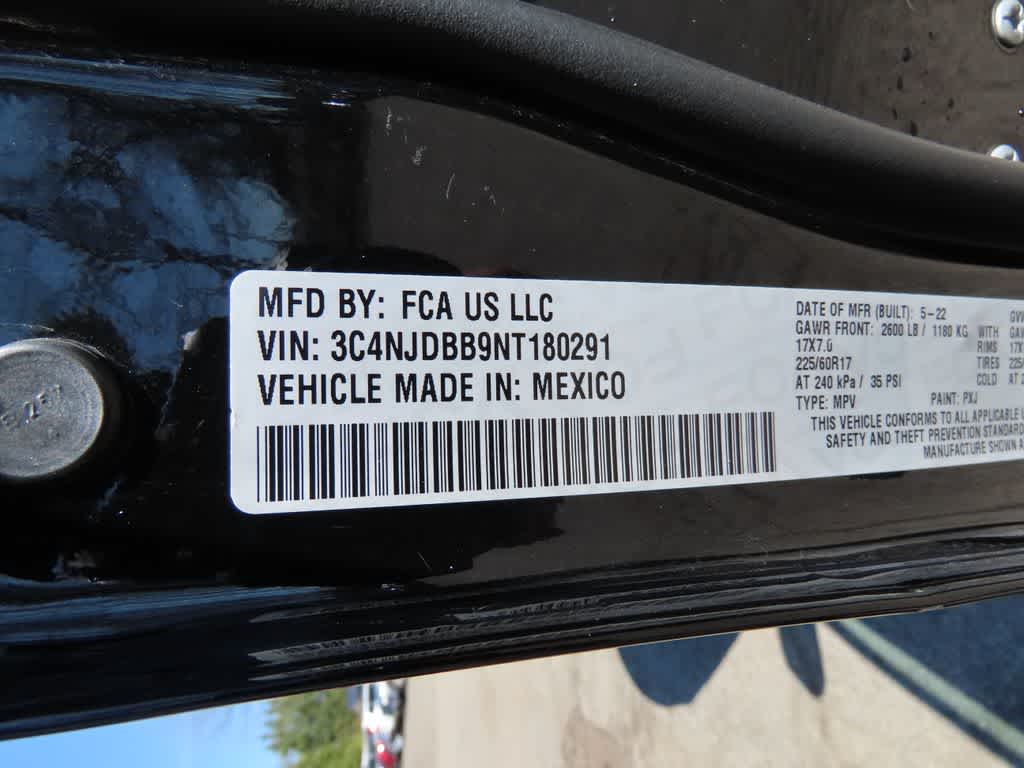 MFD BY: FCA US LLC
VIN: 3C4NJDBB9NT180291
VEHICLE MADE IN: MEXICO
DATE OF MFR (BUILT): 5-22
GAWR FRONT: 2600 LB / 1180 KG WITH
17X7.0 RIMS
225/60R17 TIRES
AT 240 kPa / 35 PSI COLD
TYPE: MPV PAINT: PXJ
THIS VEHICLE CONFORMS TO ALL APPLICABLE
SAFETY AND THEFT PREVENTION
MANUFACTURE SHOWN